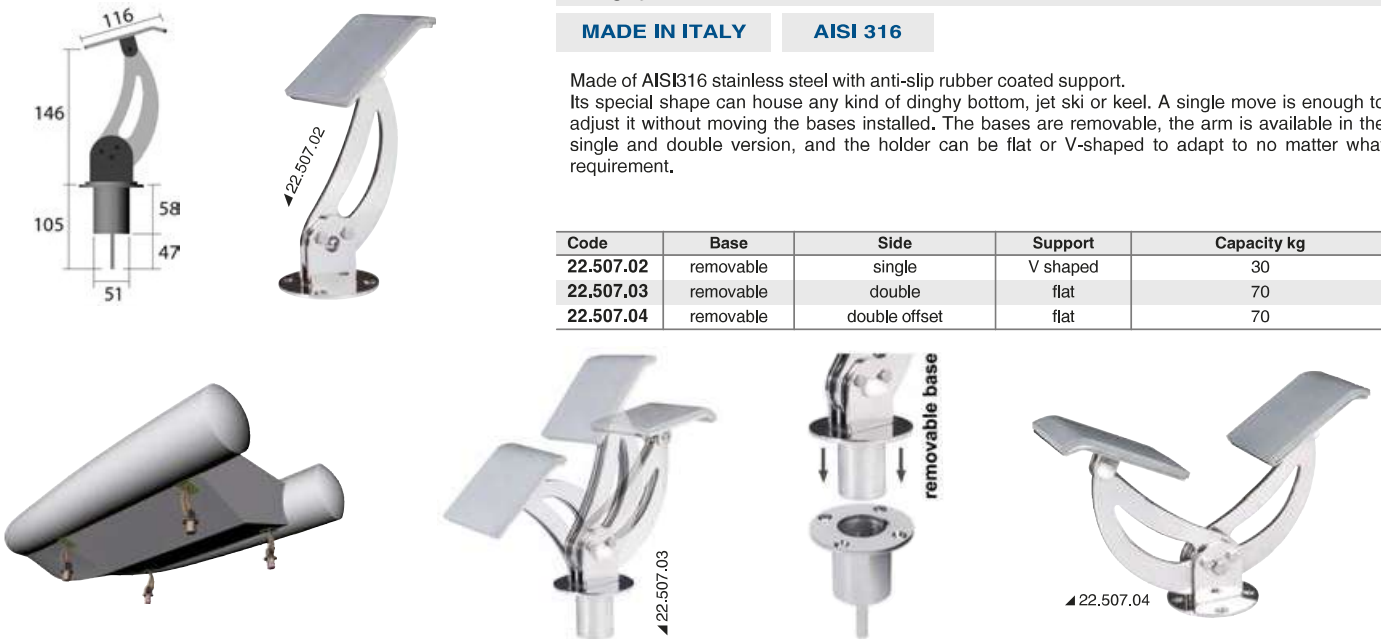 116
146
105
58
47
51
22.507.02
MADE IN ITALY
AISI 316
Made of AISI316 stainless steel with anti-slip rubber coated support.
Its special shape can house any kind of dinghy bottom, jet ski or keel. A single move is enough to
adjust it without moving the bases installed. The bases are removable, the arm is available in the
single and double version, and the holder can be flat or V-shaped to adapt to no matter what
requirement.
Code Base Side Support Capacity kg
22.507.02 removable single V shaped 30
22.507.03 removable double flat 70
22.507.04 removable double offset flat 70
22.507.03
removable base
22.507.04